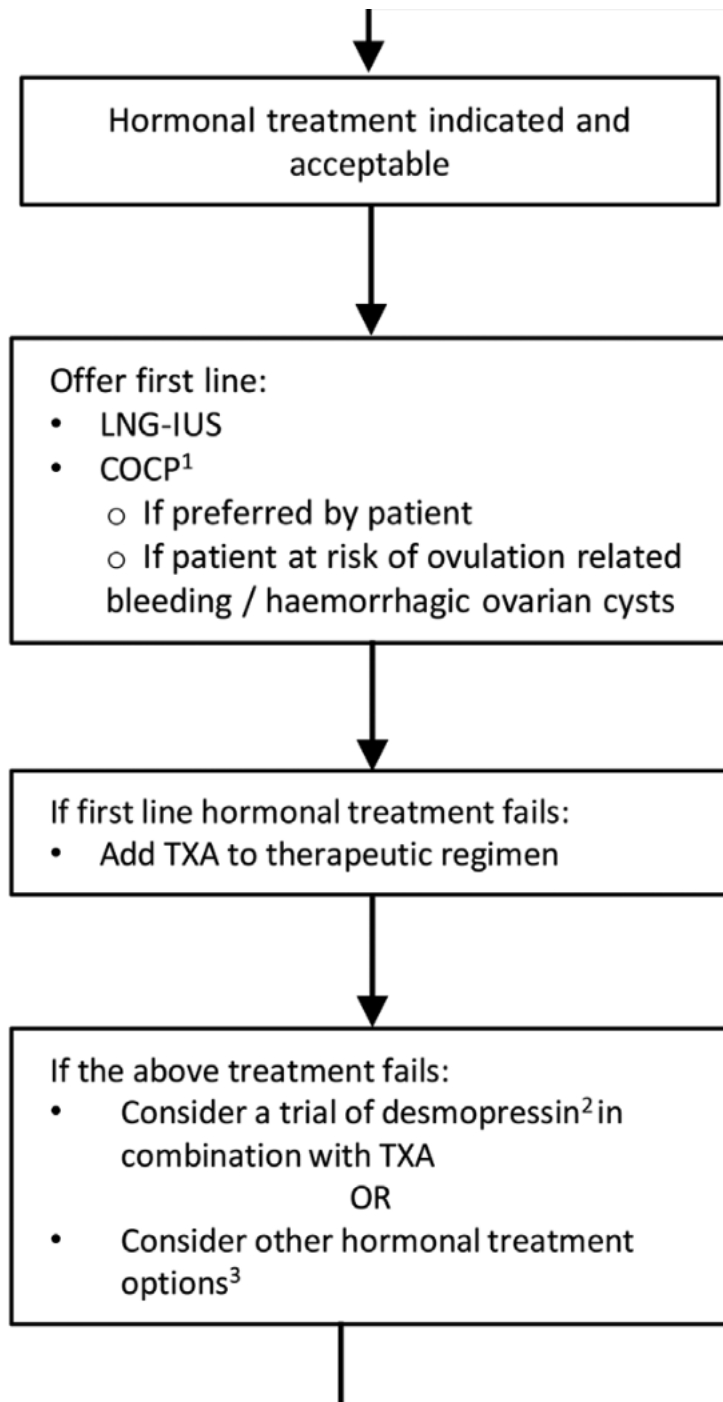 Hormonal treatment indicated and
acceptable
Offer first line:
• LNG-IUS
• COCP¹
o If preferred by patient
o If patient at risk of ovulation related
bleeding / haemorrhagic ovarian cysts
If first line hormonal treatment fails:
• Add TXA to therapeutic regimen
If the above treatment fails:
• Consider a trial of desmopressin² in
combination with TXA
OR
• Consider other hormonal treatment
options³